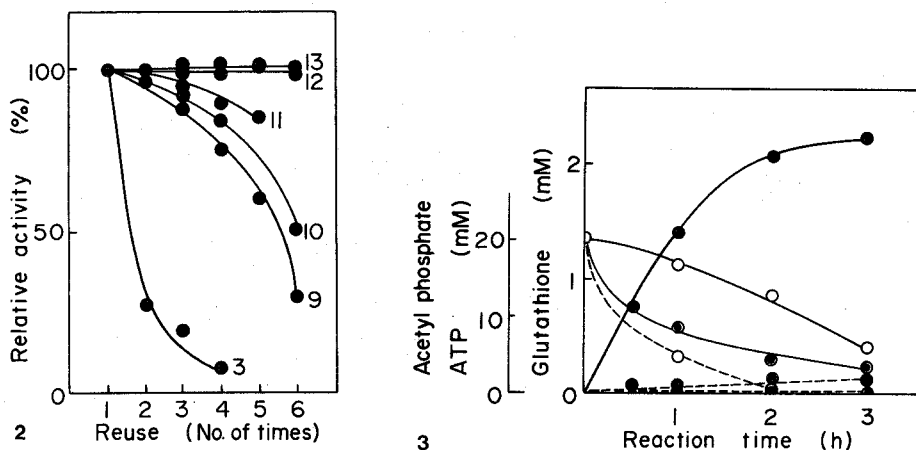 Relative activity (%)
100
50
0
13
12
11
10
9
3
1 2 3 4 5 6
Reuse (No. of times)
2
Acetyl phosphate
ATP (mM)
20
10
0
Glutathione (mM)
2
1
0
1 2 3
Reaction time (h)
3